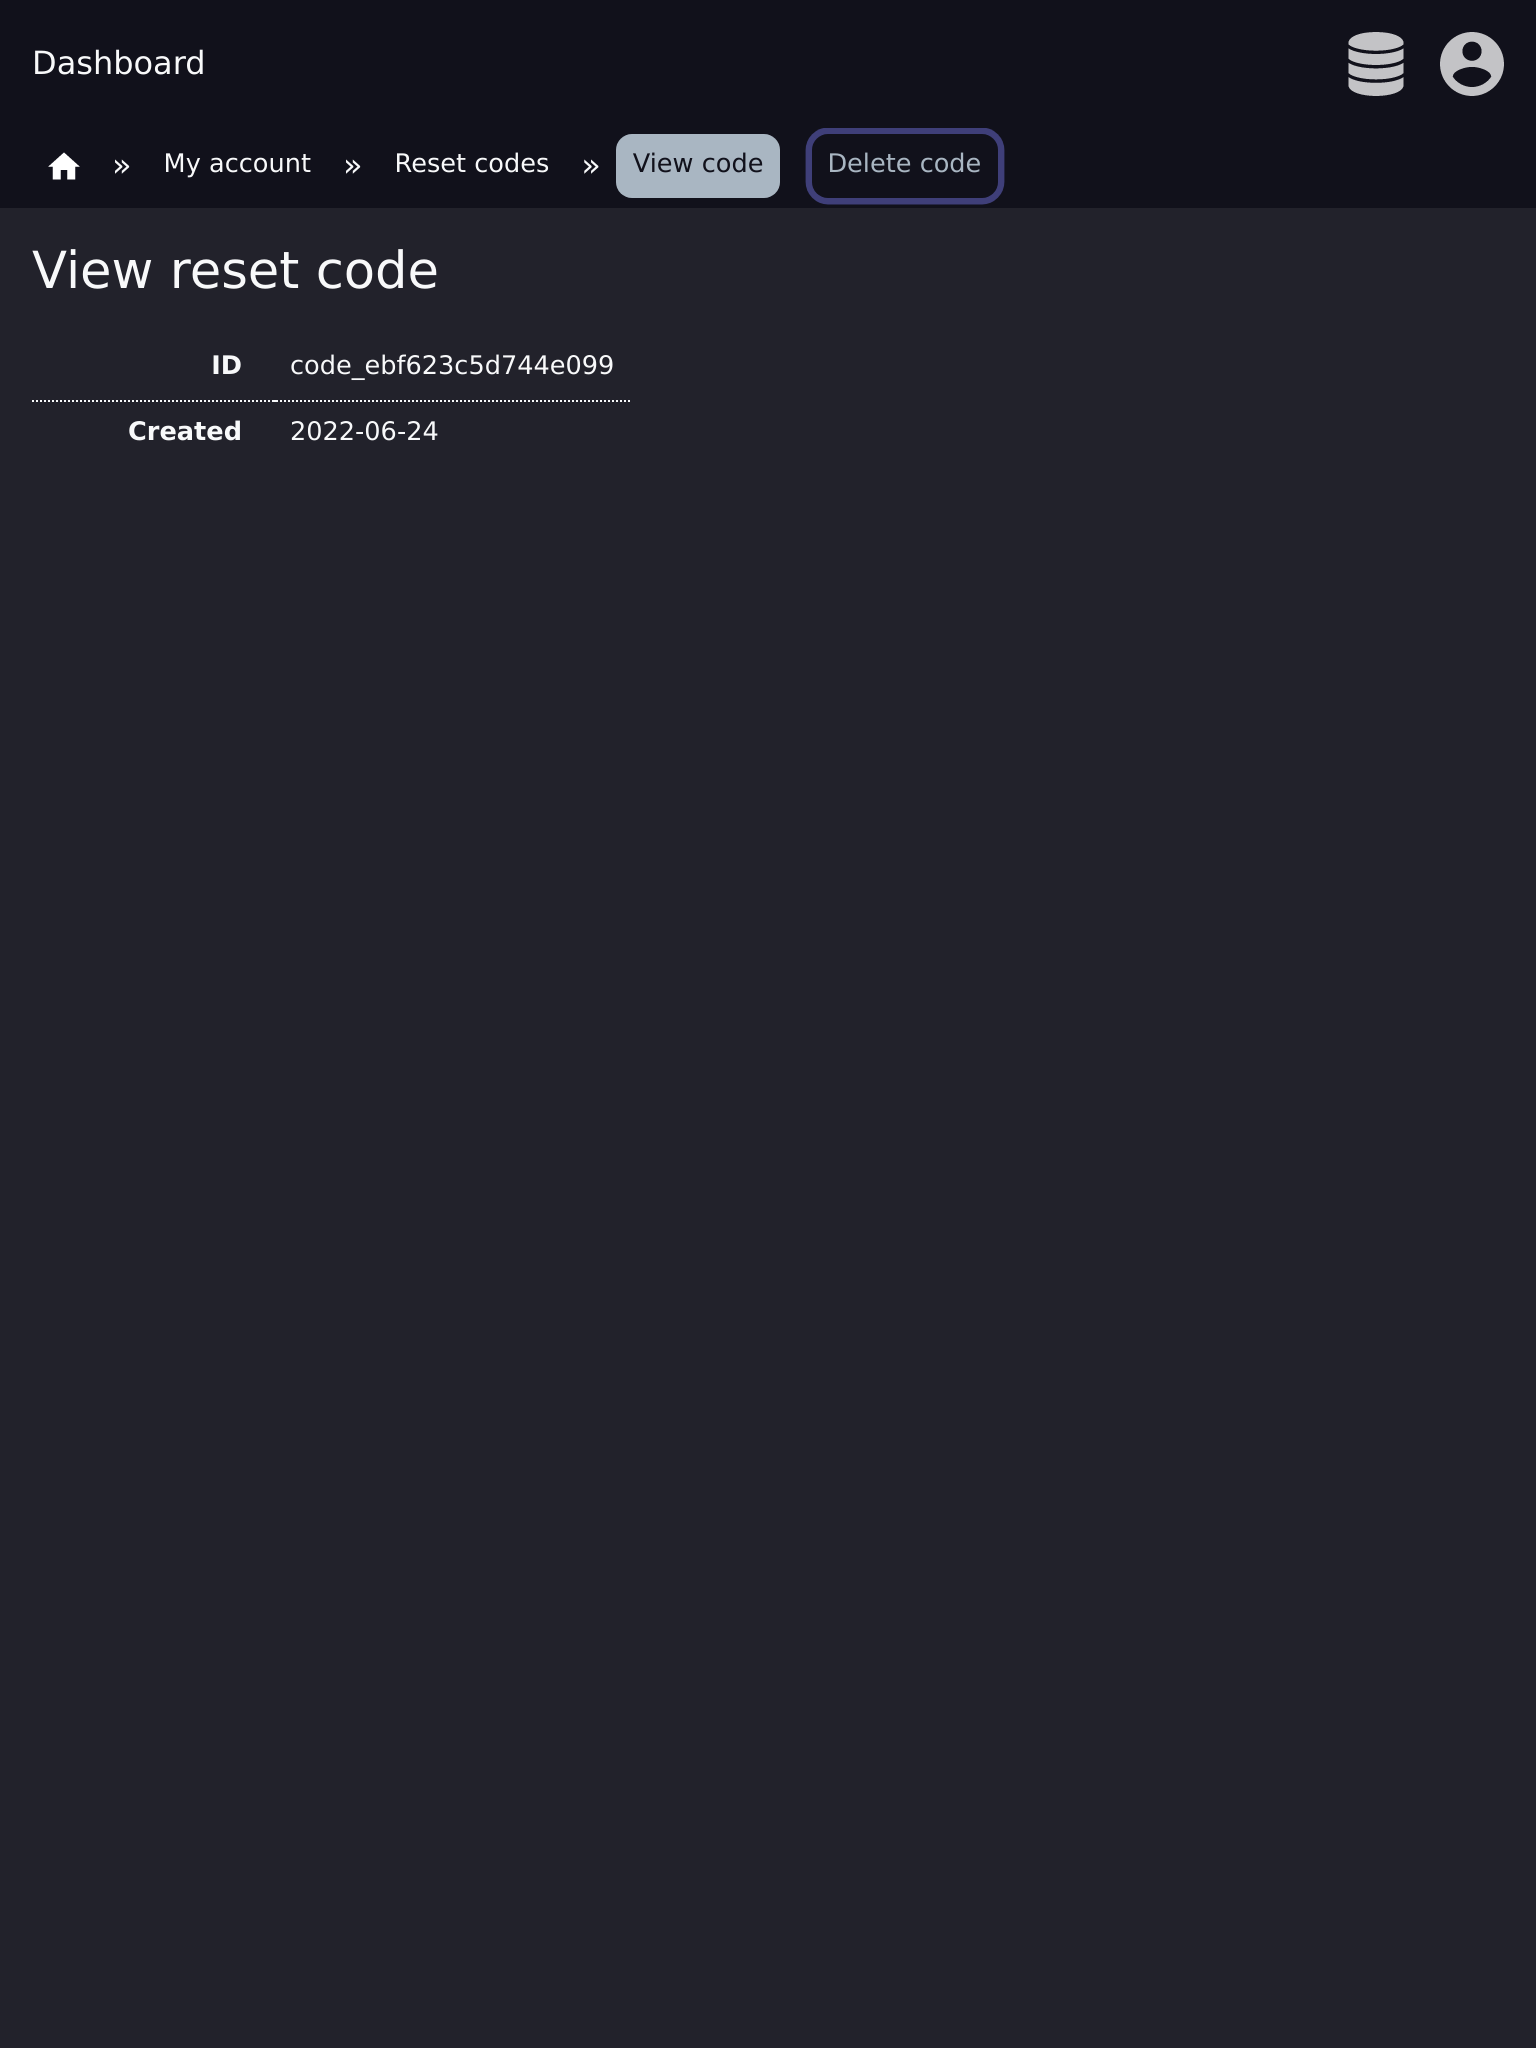 Dashboard
» My account » Reset codes » View code Delete code
View reset code
ID code_ebf623c5d744e099
Created 2022-06-24